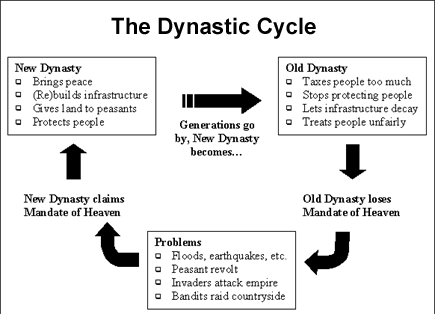 The Dynastic Cycle
New Dynasty
❑ Brings peace
❑ (Re)builds infrastructure
❑ Gives land to peasants
❑ Protects people
Generations go
by, New Dynasty
becomes…
Old Dynasty
❑ Taxes people too much
❑ Stops protecting people
❑ Lets infrastructure decay
❑ Treats people unfairly
Old Dynasty loses
Mandate of Heaven
Problems
❑ Floods, earthquakes, etc.
❑ Peasant revolt
❑ Invaders attack empire
❑ Bandits raid countryside
New Dynasty claims
Mandate of Heaven